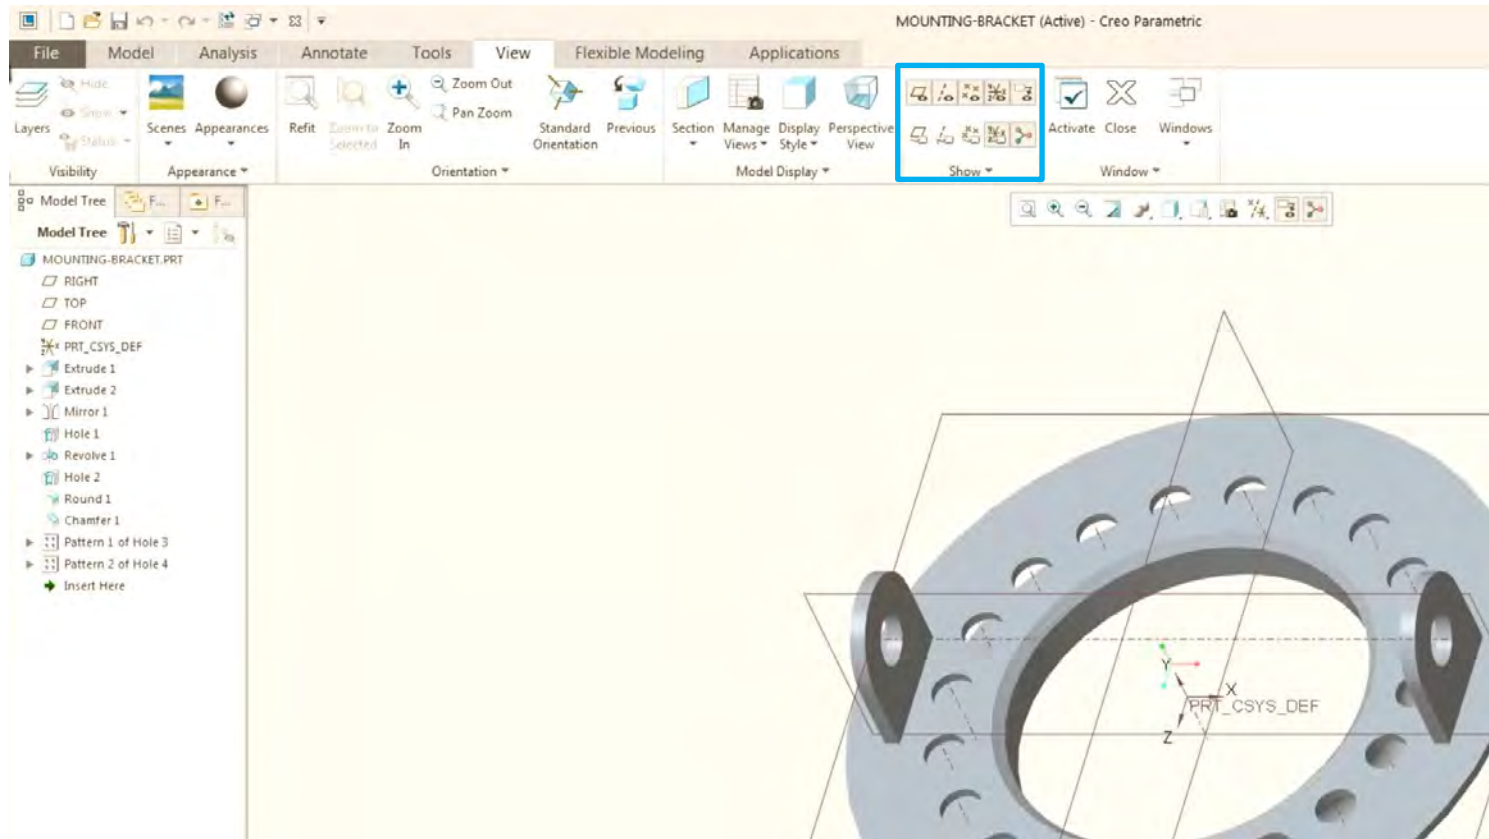 MOUNTING-BRACKET (Active) - Creo Parametric
File Model Analysis Annotate Tools View Flexible Modeling Applications
Hide
Show
Status
Layers
Visibility
Scenes Appearances
Appearance
Refit
Zoom to Selected
Zoom In
Zoom Out
Pan Zoom
Standard Orientation
Previous
Orientation
Section
Manage Views
Display Style
Perspective View
Model Display
Show
Activate Close Windows
Window
Model Tree F... F...
Model Tree
MOUNTING-BRACKET.PRT
RIGHT
TOP
FRONT
PRT_CSYS_DEF
Extrude 1
Extrude 2
Mirror 1
Hole 1
Revolve 1
Hole 2
Round 1
Chamfer 1
Pattern 1 of Hole 3
Pattern 2 of Hole 4
Insert Here
Y
X
PRT_CSYS_DEF
Z